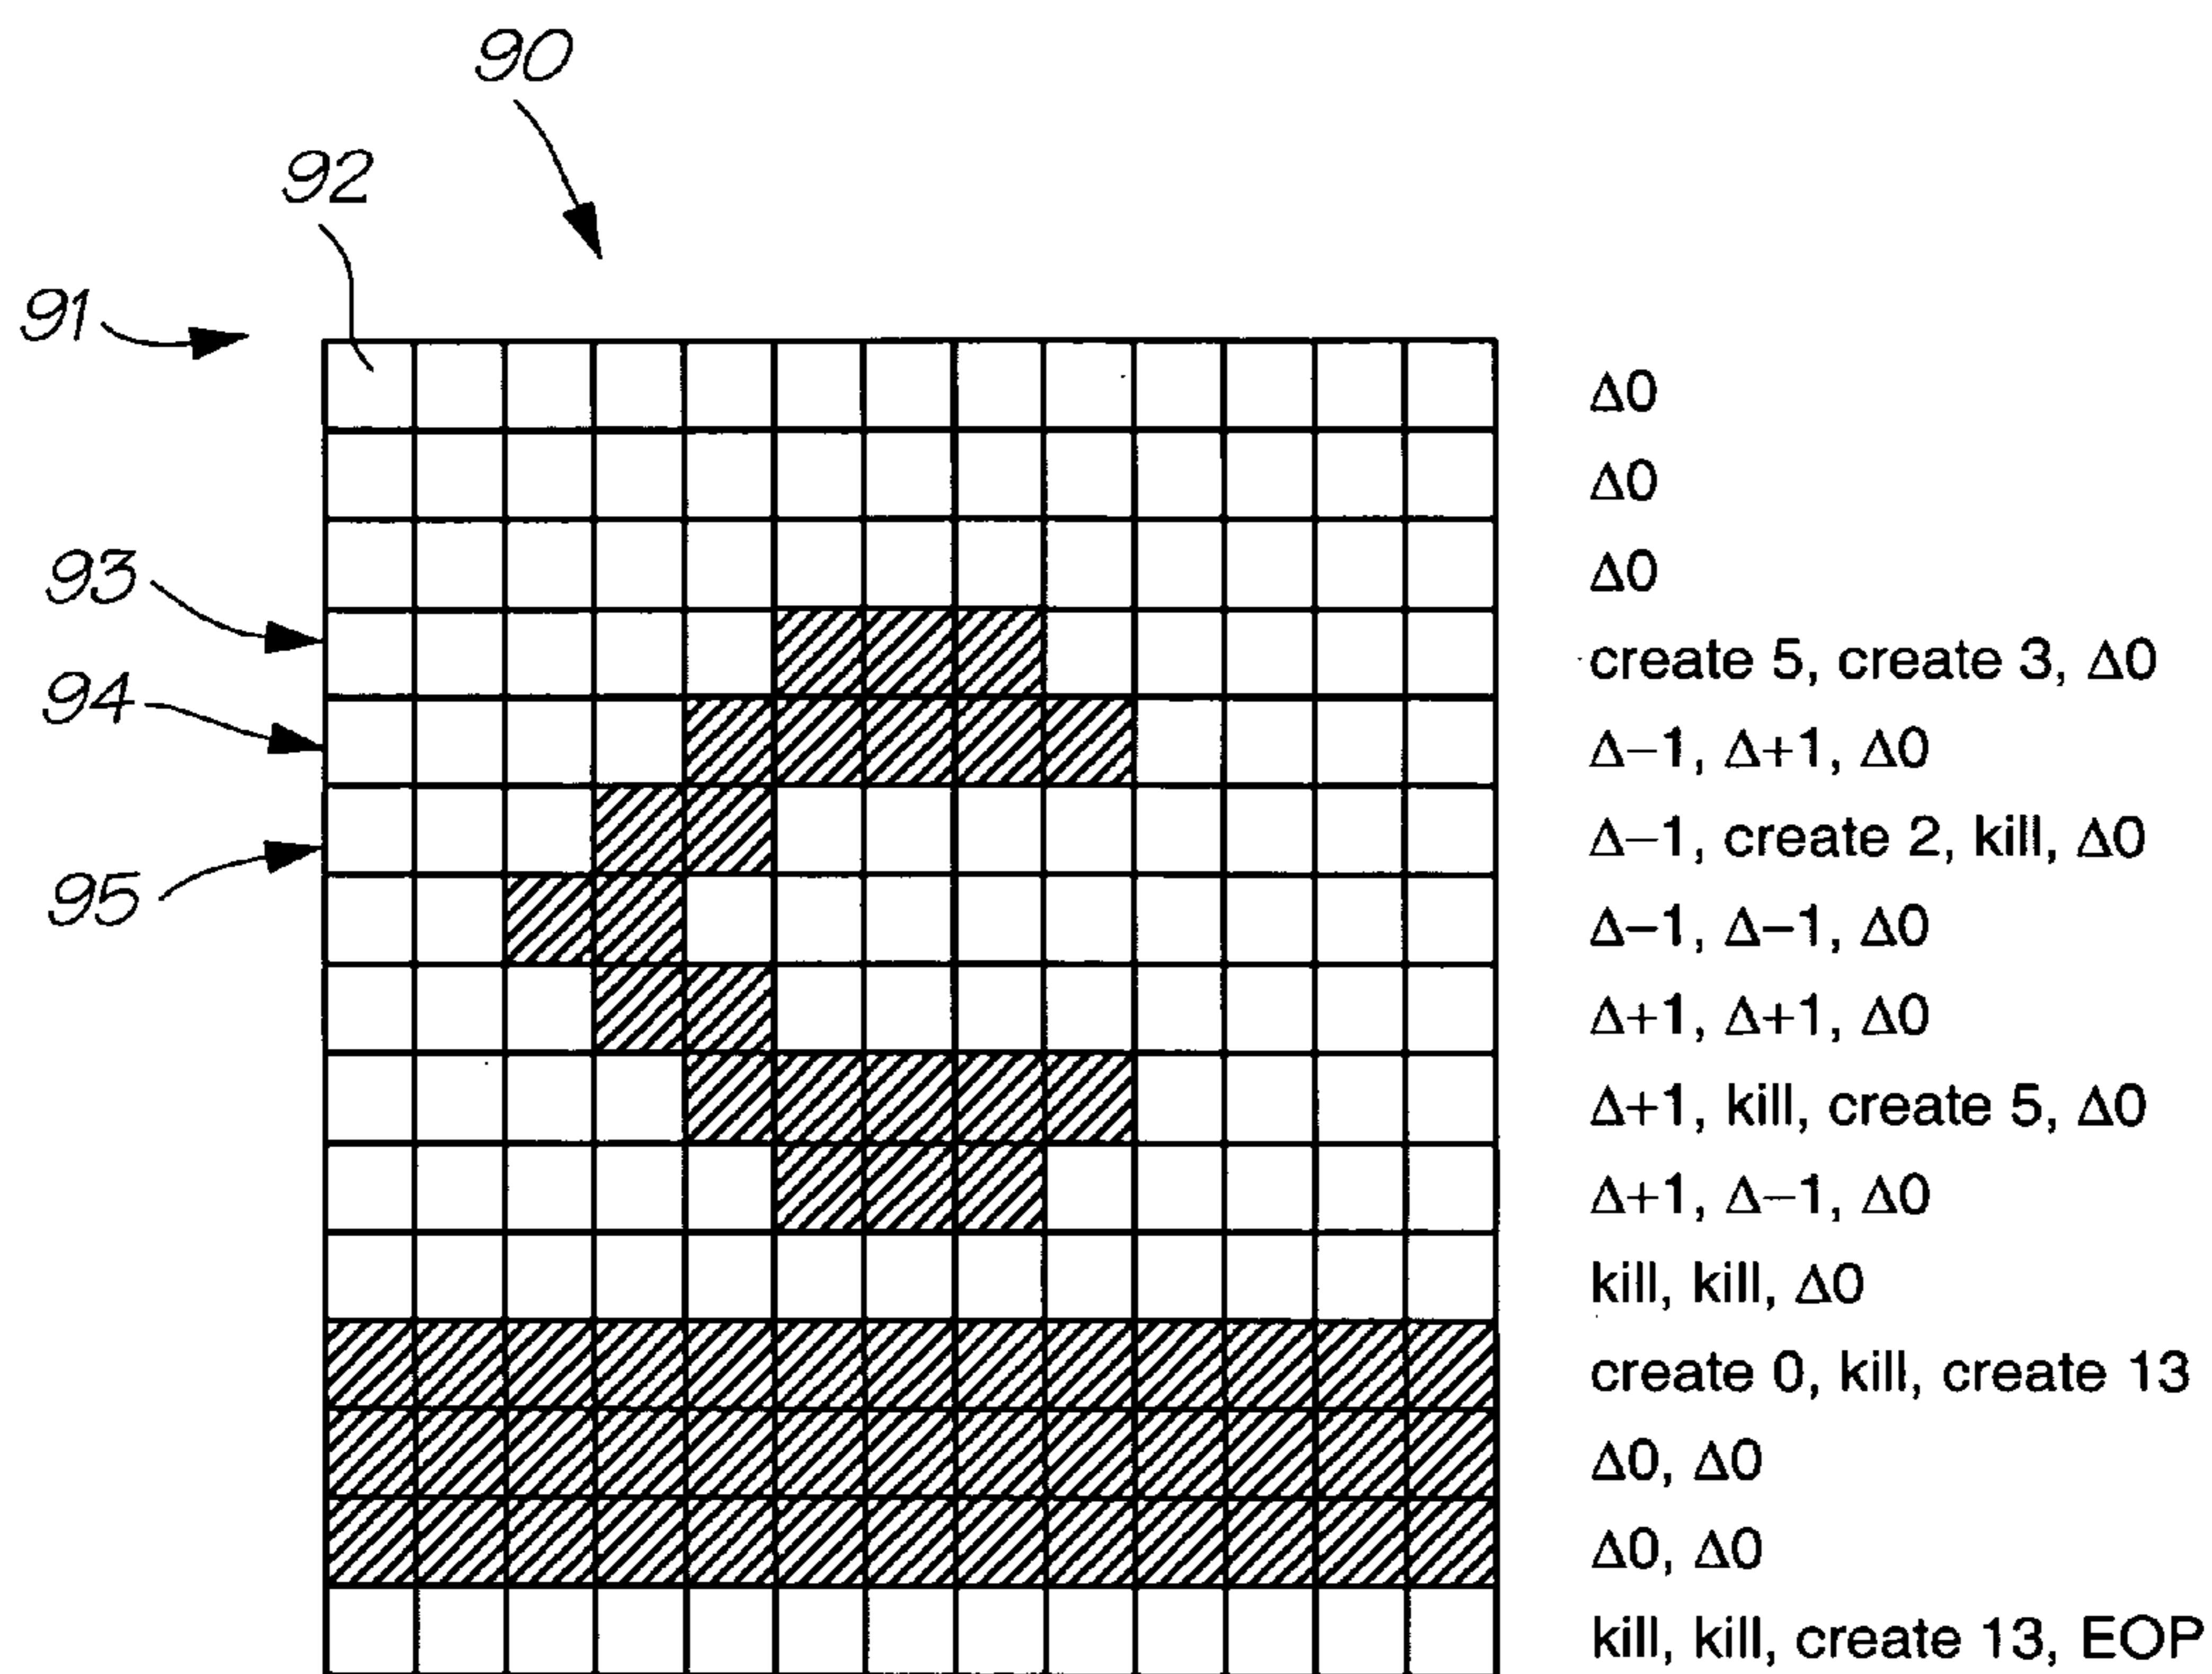 90
92
91
Δ0
Δ0
Δ0
93
create 5, create 3, Δ0
94
Δ−1, Δ+1, Δ0
95
Δ−1, create 2, kill, Δ0
Δ−1, Δ−1, Δ0
Δ+1, Δ+1, Δ0
Δ+1, kill, create 5, Δ0
Δ+1, Δ−1, Δ0
kill, kill, Δ0
create 0, kill, create 13
Δ0, Δ0
Δ0, Δ0
kill, kill, create 13, EOP